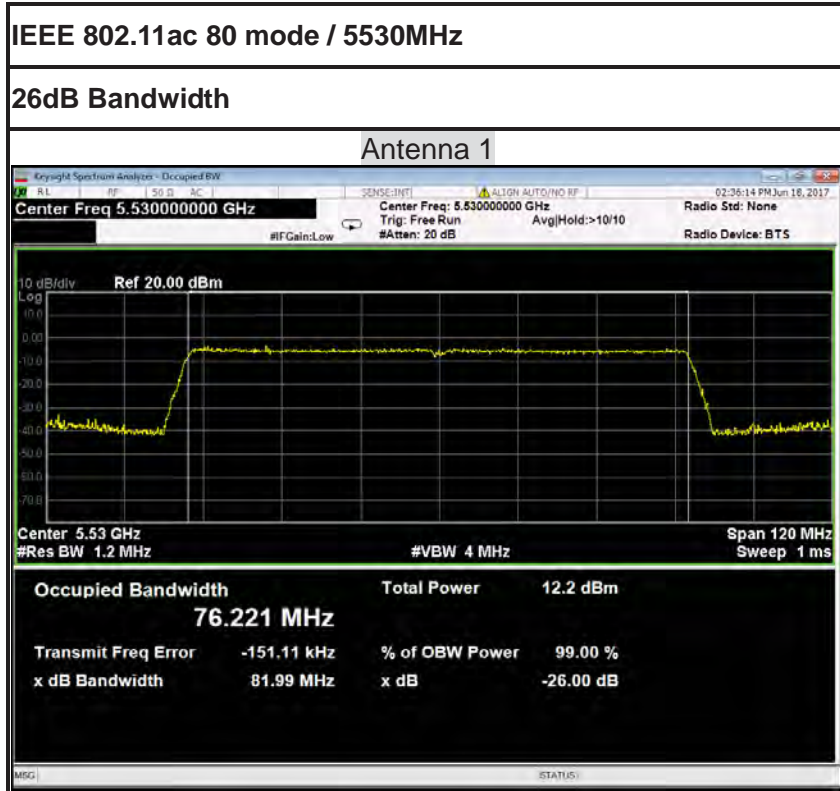 IEEE 802.11ac 80 mode / 5530MHz
26dB Bandwidth
Antenna 1
Keysight Spectrum Analyzer - Occupied BW
RL RF 50 Ω AC SENSE:INT ALIGN AUTO/NO RF 02:36:14 PM Jun 18, 2017
Center Freq 5.530000000 GHz
Center Freq: 5.530000000 GHz
Radio Std: None
Trig: Free Run Avg|Hold:>10/10
#IFGain:Low #Atten: 20 dB Radio Device: BTS
10 dB/div Ref 20.00 dBm
Log
10.0
0.00
-10.0
-20.0
-30.0
-40.0
-50.0
-60.0
-70.0
Center 5.53 GHz Span 120 MHz
#Res BW 1.2 MHz #VBW 4 MHz Sweep 1 ms
Occupied Bandwidth Total Power 12.2 dBm
76.221 MHz
Transmit Freq Error -151.11 kHz % of OBW Power 99.00 %
x dB Bandwidth 81.99 MHz x dB -26.00 dB
MSG STATUS